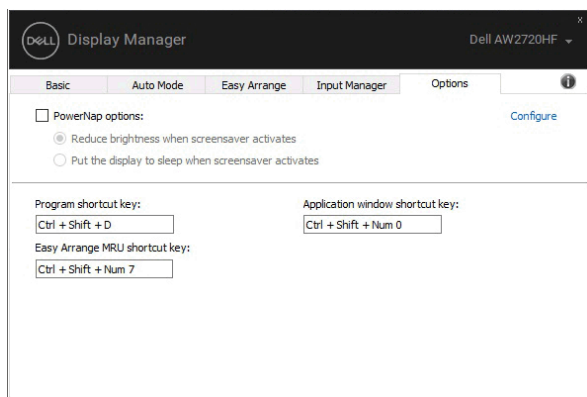 x
DELL Display Manager Dell AW2720HF
Basic Auto Mode Easy Arrange Input Manager Options
PowerNap options: Configure
Reduce brightness when screensaver activates
Put the display to sleep when screensaver activates
Program shortcut key: Application window shortcut key:
Ctrl + Shift + D Ctrl + Shift + Num 0
Easy Arrange MRU shortcut key:
Ctrl + Shift + Num 7